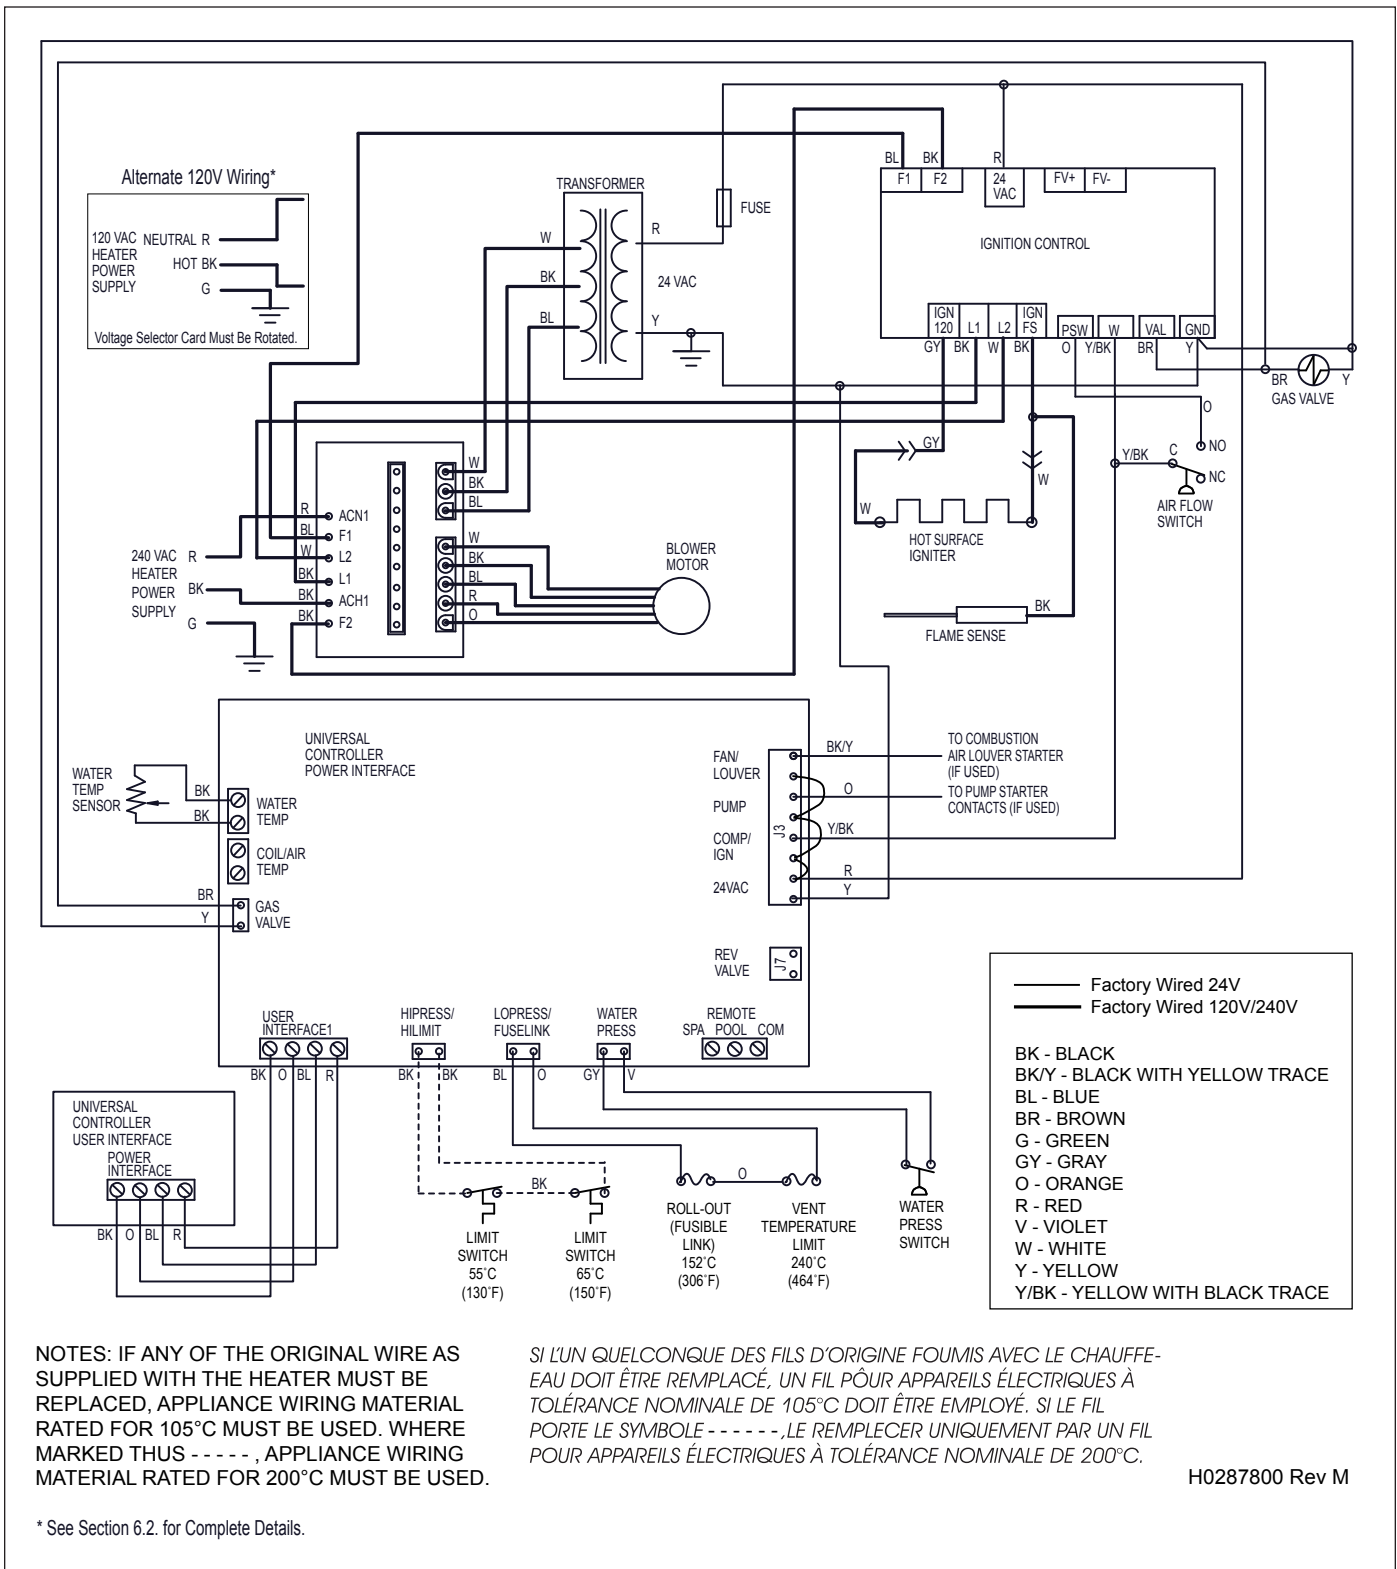 Alternate 120V Wiring*
120 VAC
HEATER
POWER
SUPPLY
NEUTRAL R
HOT BK
G
Voltage Selector Card Must Be Rotated.
TRANSFORMER
W
BK
BL
R
24 VAC
Y
FUSE
BL
BK
R
F1
F2
24
VAC
FV+
FV-
IGNITION CONTROL
IGN
120
L1
L2
IGN
FS
PSW
W
VAL
GND
GY
BK
W
BK
O
Y/BK
BR
Y
BR
Y
GAS VALVE
O
NO
Y/BK
C
NC
AIR FLOW
SWITCH
GY
W
W
HOT SURFACE
IGNITER
BK
FLAME SENSE
240 VAC
HEATER
POWER
SUPPLY
R
BK
G
R
BL
W
BK
BK
BK
ACN1
F1
L2
L1
ACH1
F2
W
BK
BL
W
BK
BL
R
O
BLOWER
MOTOR
UNIVERSAL
CONTROLLER
POWER INTERFACE
WATER
TEMP
SENSOR
BK
BK
WATER
TEMP
COIL/AIR
TEMP
BR
Y
GAS
VALVE
FAN/
LOUVER
PUMP
COMP/
IGN
24VAC
J3
BK/Y
O
Y/BK
R
Y
TO COMBUSTION
AIR LOUVER STARTER
(IF USED)
TO PUMP STARTER
CONTACTS (IF USED)
REV
VALVE
J7
USER
INTERFACE1
HIPRESS/
HILIMIT
LOPRESS/
FUSELINK
WATER
PRESS
REMOTE
SPA POOL COM
BK
O
BL
R
BK
BK
BL
O
GY
V
UNIVERSAL
CONTROLLER
USER INTERFACE
POWER
INTERFACE
BK
O
BL
R
BK
LIMIT
SWITCH
55˚C
(130˚F)
LIMIT
SWITCH
65˚C
(150˚F)
O
ROLL-OUT
(FUSIBLE
LINK)
152˚C
(306˚F)
VENT
TEMPERATURE
LIMIT
240˚C
(464˚F)
WATER
PRESS
SWITCH
Factory Wired 24V
Factory Wired 120V/240V
BK - BLACK
BK/Y - BLACK WITH YELLOW TRACE
BL - BLUE
BR - BROWN
G - GREEN
GY - GRAY
O - ORANGE
R - RED
V - VIOLET
W - WHITE
Y - YELLOW
Y/BK - YELLOW WITH BLACK TRACE
NOTES: IF ANY OF THE ORIGINAL WIRE AS
SUPPLIED WITH THE HEATER MUST BE
REPLACED, APPLIANCE WIRING MATERIAL
RATED FOR 105°C MUST BE USED. WHERE
MARKED THUS - - - - - , APPLIANCE WIRING
MATERIAL RATED FOR 200°C MUST BE USED.
SI L'UN QUELCONQUE DES FILS D'ORIGINE FOUMIS AVEC LE CHAUFFE-
EAU DOIT ÊTRE REMPLACÉ, UN FIL PÔUR APPAREILS ÉLECTRIQUES À
TOLÉRANCE NOMINALE DE 105°C DOIT ÊTRE EMPLOYÉ. SI LE FIL
PORTE LE SYMBOLE - - - - - - ,LE REMPLECER UNIQUEMENT PAR UN FIL
POUR APPAREILS ÉLECTRIQUES À TOLÉRANCE NOMINALE DE 200°C.
H0287800 Rev M
* See Section 6.2. for Complete Details.